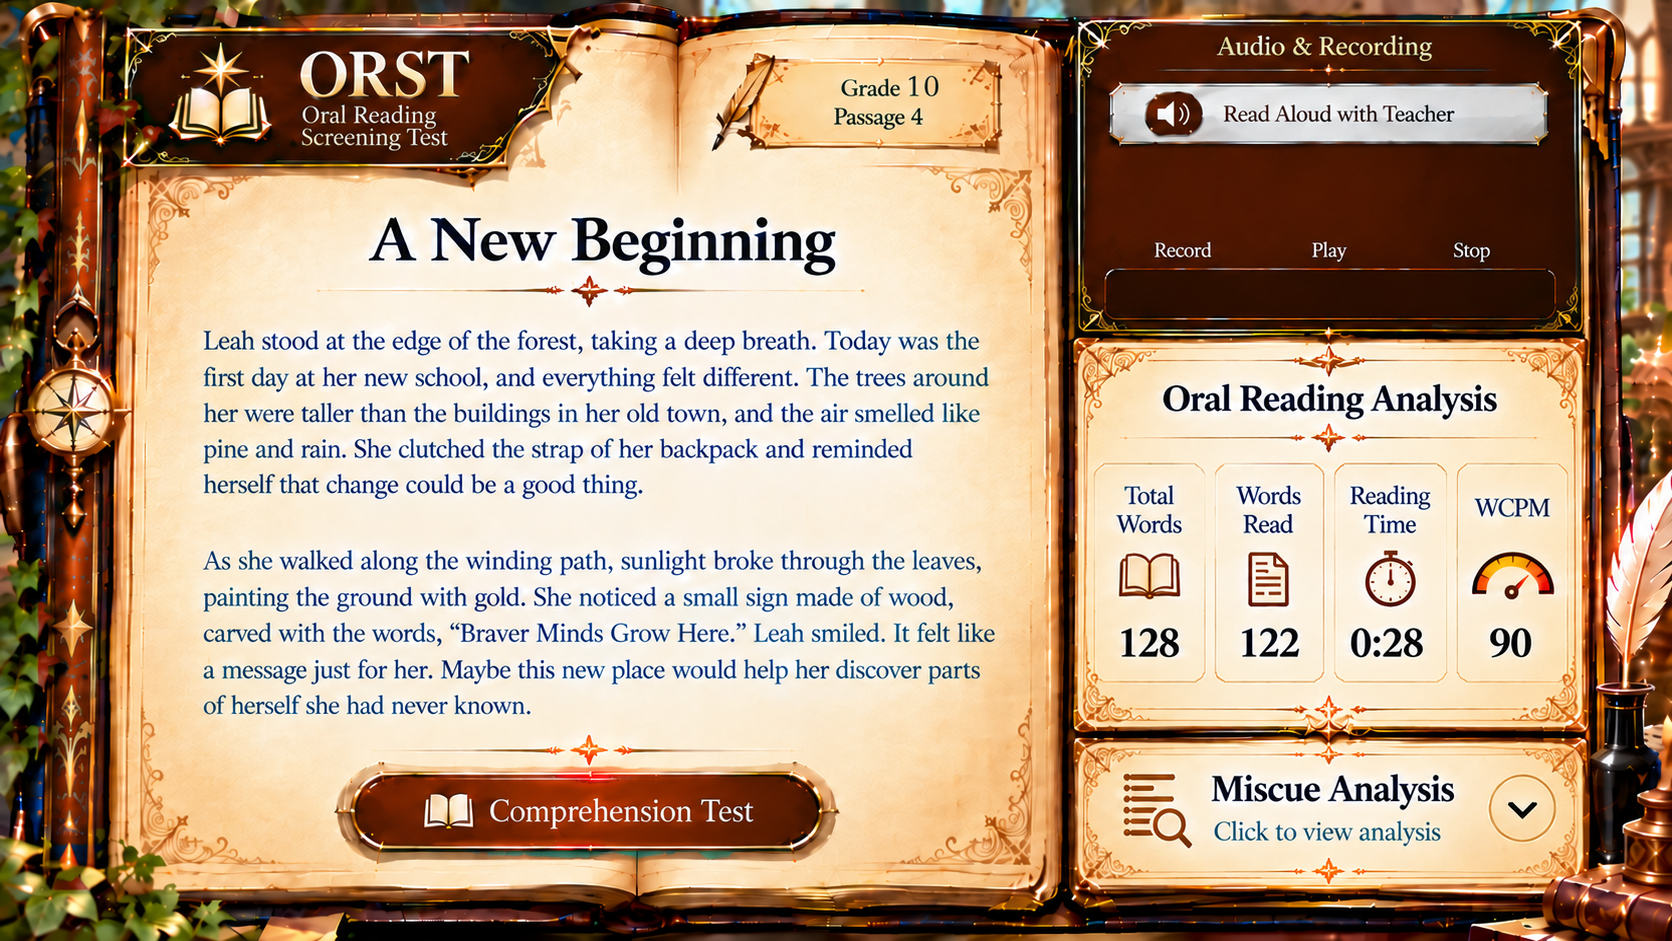 ORST
Oral Reading
Screening Test
Grade 10
Passage 4
A New Beginning
Leah stood at the edge of the forest, taking a deep breath. Today was the
first day at her new school, and everything felt different. The trees around
her were taller than the buildings in her old town, and the air smelled like
pine and rain. She clutched the strap of her backpack and reminded
herself that change could be a good thing.
As she walked along the winding path, sunlight broke through the leaves,
painting the ground with gold. She noticed a small sign made of wood,
carved with the words, “Braver Minds Grow Here.” Leah smiled. It felt like
a message just for her. Maybe this new place would help her discover parts
of herself she had never known.
Comprehension Test
Audio & Recording
Read Aloud with Teacher
Record Play Stop
Oral Reading Analysis
Total
Words
128
Words
Read
122
Reading
Time
0:28
WCPM
90
Miscue Analysis
Click to view analysis